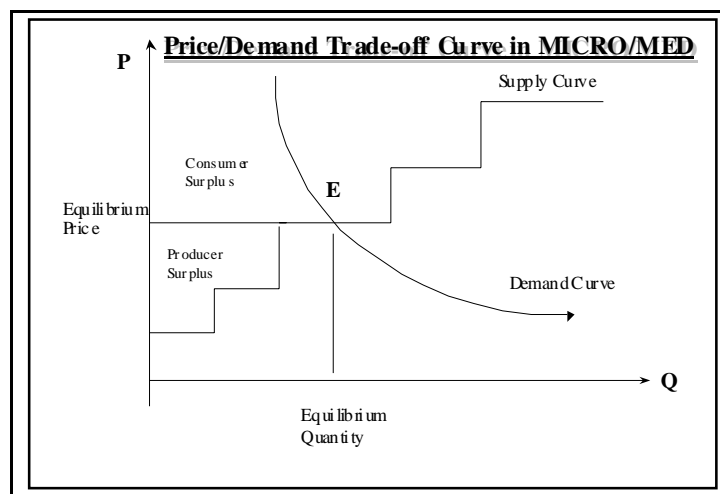 Price/Demand Trade-off Curve in MICRO/MED
P
Supply Curve
Consumer
Surplus
E
Equilibrium
Price
Producer
Surplus
Demand Curve
Q
Equilibrium
Quantity